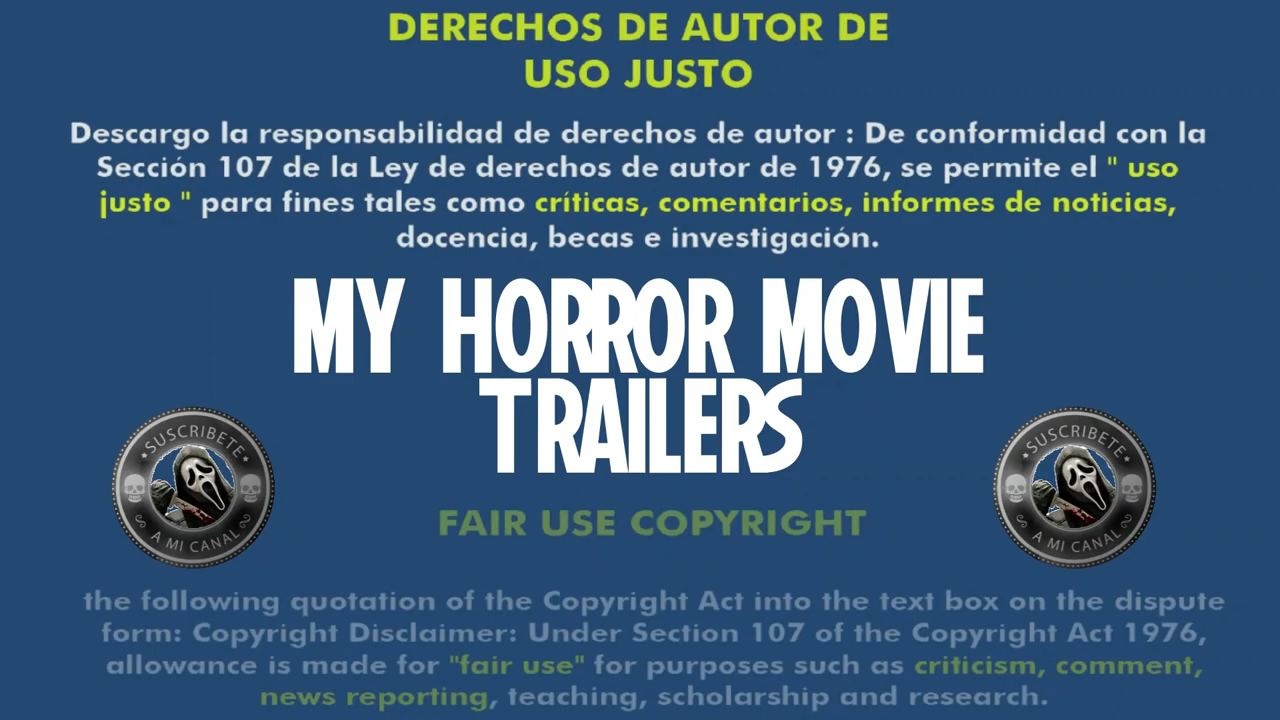 DERECHOS DE AUTOR DE
USO JUSTO
Descargo la responsabilidad de derechos de autor : De conformidad con la
Sección 107 de la Ley de derechos de autor de 1976, se permite el " uso
justo " para fines tales como críticas, comentarios, informes de noticias,
docencia, becas e investigación.
MY HORROR MOVIE
TRAILERS
SUSCRIBETE
A MI CANAL
SUSCRIBETE
A MI CANAL
FAIR USE COPYRIGHT
the following quotation of the Copyright Act into the text box on the dispute
form: Copyright Disclaimer: Under Section 107 of the Copyright Act 1976,
allowance is made for "fair use" for purposes such as criticism, comment,
news reporting, teaching, scholarship and research.